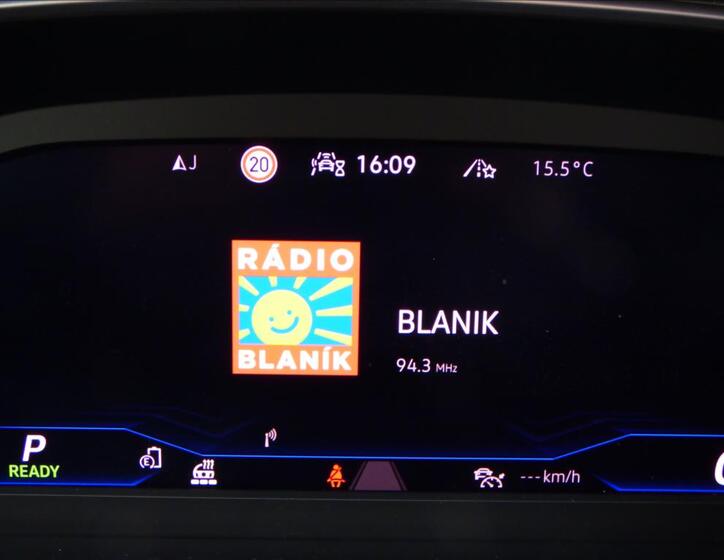 J 20 16:09 15.5°C
RÁDIO
BLANÍK
BLANIK
94.3 MHz
P
READY
E
---km/h